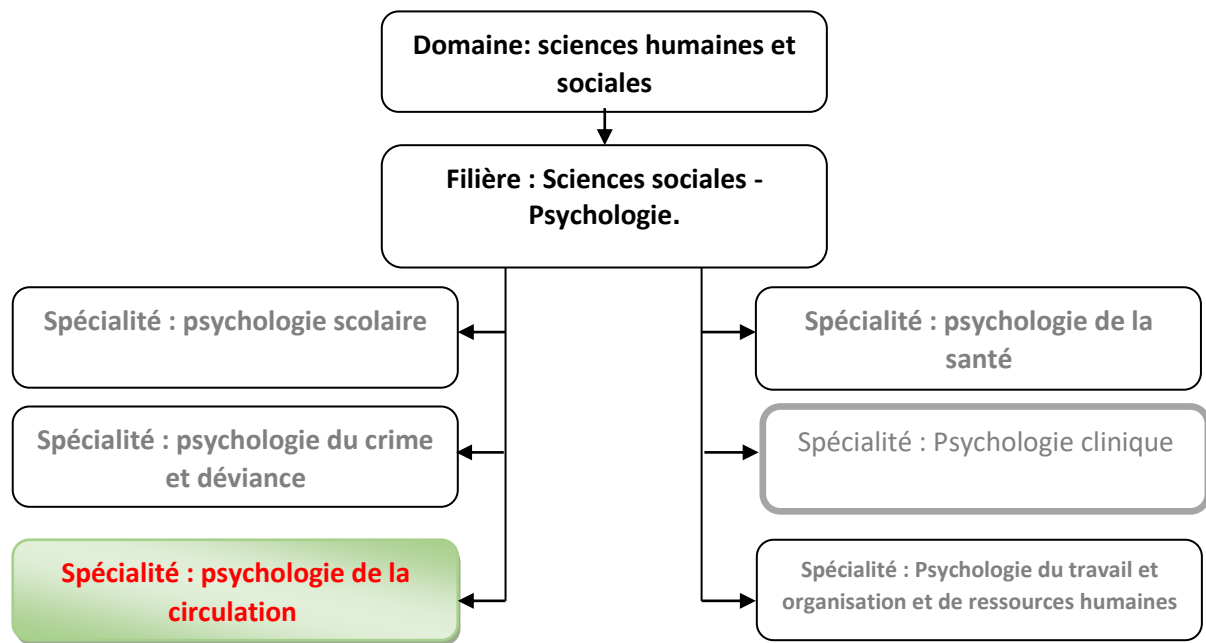 Domaine: sciences humaines et
sociales
Filière : Sciences sociales -
Psychologie.
Spécialité : psychologie scolaire
Spécialité : psychologie de la
santé
Spécialité : psychologie du crime
et déviance
Spécialité : Psychologie clinique
Spécialité : psychologie de la
circulation
Spécialité : Psychologie du travail et
organisation et de ressources humaines